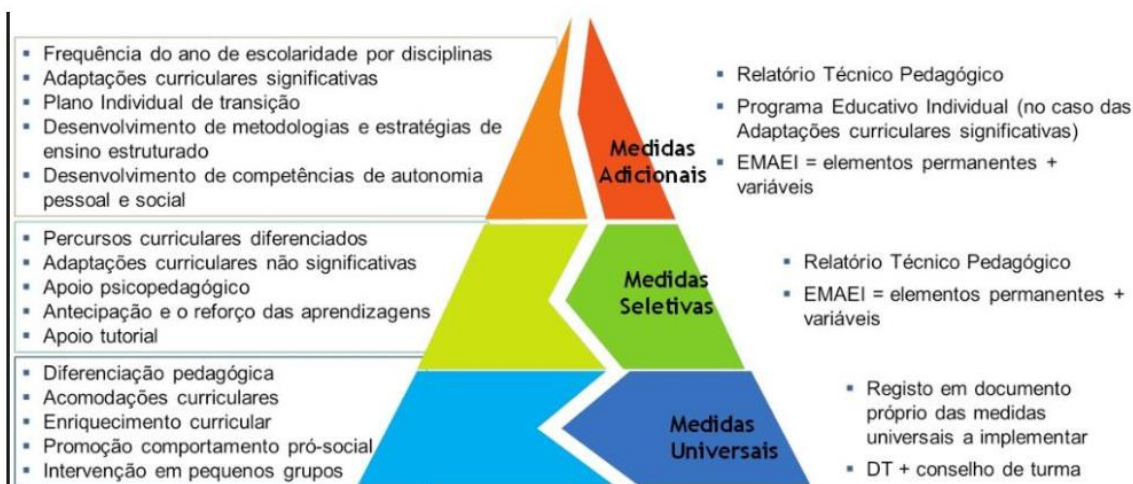 ▪ Frequência do ano de escolaridade por disciplinas
▪ Adaptações curriculares significativas
▪ Plano Individual de transição
▪ Desenvolvimento de metodologias e estratégias de
ensino estruturado
▪ Desenvolvimento de competências de autonomia
pessoal e social
Medidas
Adicionais
▪ Relatório Técnico Pedagógico
▪ Programa Educativo Individual (no caso das
Adaptações curriculares significativas)
▪ EMAEI = elementos permanentes +
variáveis
▪ Percursos curriculares diferenciados
▪ Adaptações curriculares não significativas
▪ Apoio psicopedagógico
▪ Antecipação e o reforço das aprendizagens
▪ Apoio tutorial
Medidas
Seletivas
▪ Relatório Técnico Pedagógico
▪ EMAEI = elementos permanentes +
variáveis
▪ Diferenciação pedagógica
▪ Acomodações curriculares
▪ Enriquecimento curricular
▪ Promoção comportamento pró-social
▪ Intervenção em pequenos grupos
Medidas
Universais
▪ Registo em documento
próprio das medidas
universais a implementar
▪ DT + conselho de turma